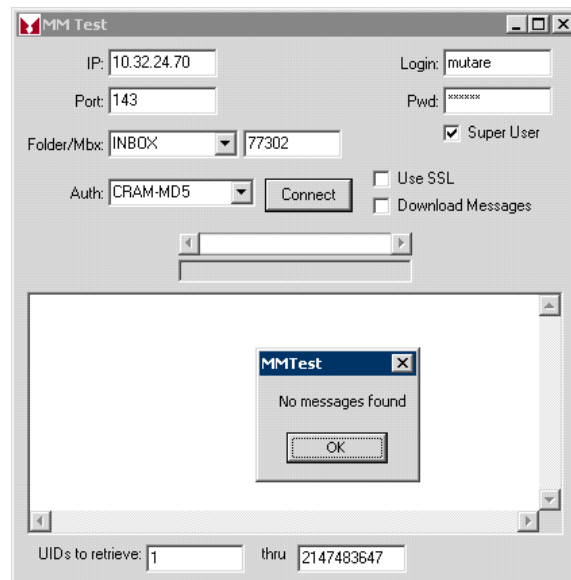 MM Test
IP: 10.32.24.70 Login: mutare
Port: 143 Pwd: ******
Folder/Mbx: INBOX 77302 Super User
Auth: CRAM-MD5 Connect Use SSL
Download Messages
MMTest
No messages found
OK
UIDs to retrieve: 1 thru 2147483647